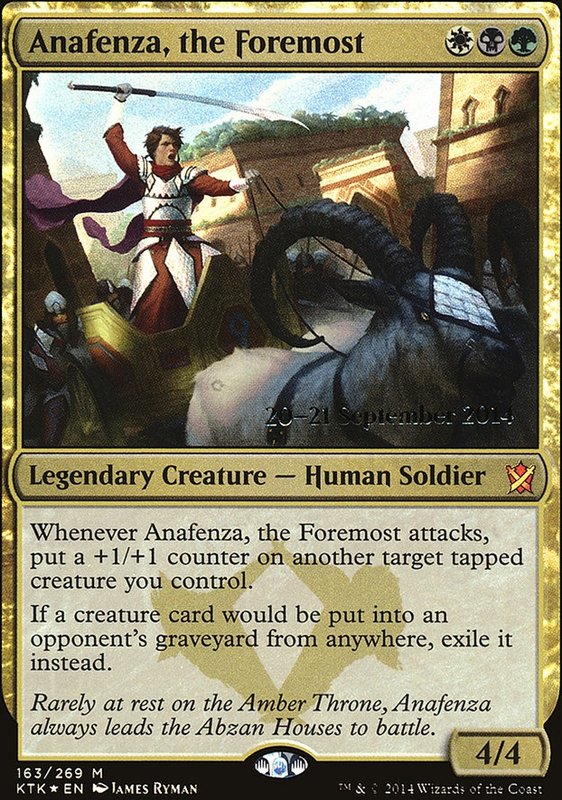 Anafenza, the Foremost
20–21 September 2014
Legendary Creature — Human Soldier
Whenever Anafenza, the Foremost attacks,
put a +1/+1 counter on another target tapped
creature you control.
If a creature card would be put into an
opponent's graveyard from anywhere, exile it
instead.
Rarely at rest on the Amber Throne, Anafenza
always leads the Abzan Houses to battle.
4/4
163/269 M
KTK ★ EN James Ryman
™ & © 2014 Wizards of the Coast